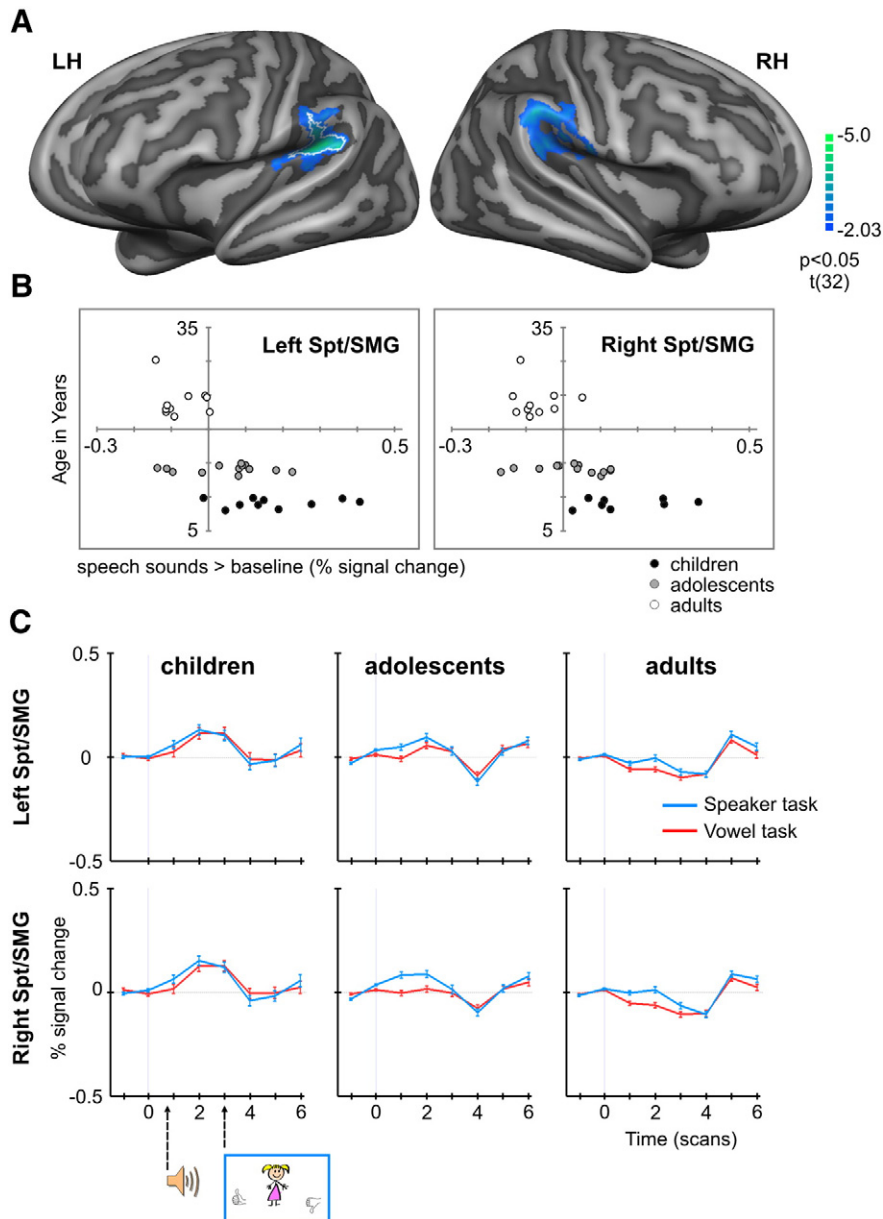 A
LH
RH
-5.0
-2.03
p<0.05
t(32)
B
35
Left Spt/SMG
Age in Years
-0.3
0.5
5
35
Right Spt/SMG
-0.3
0.5
5
speech sounds > baseline (% signal change)
children
adolescents
adults
C
children
adolescents
adults
Left Spt/SMG
0.5
0
-0.5
Speaker task
Vowel task
Right Spt/SMG
% signal change
0.5
0
-0.5
0 2 4 6
0 2 4 6
0 2 4 6
Time (scans)